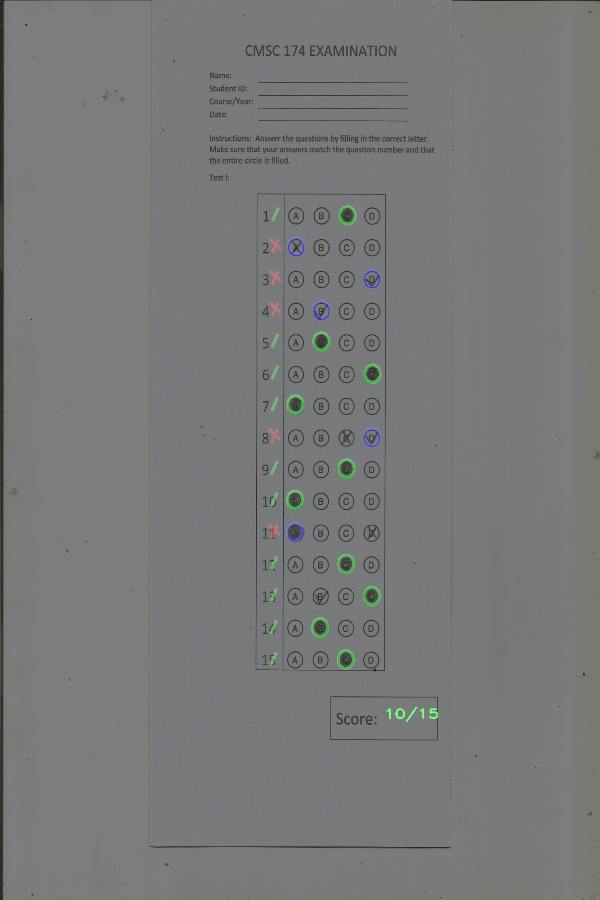 CMSC 174 EXAMINATION
Name:
Student ID:
Course/Year:
Date:
Instructions: Answer the questions by filling in the correct letter.
Make sure that your answers match the question number and that
the entire circle is filled.
Test I:
1 A B C D
2 A B C D
3 A B C D
4 A B C D
5 A B C D
6 A B C D
7 A B C D
8 A B C D
9 A B C D
10 A B C D
11 A B C D
12 A B C D
13 A B C D
14 A B C D
15 A B C D
Score: 10/15